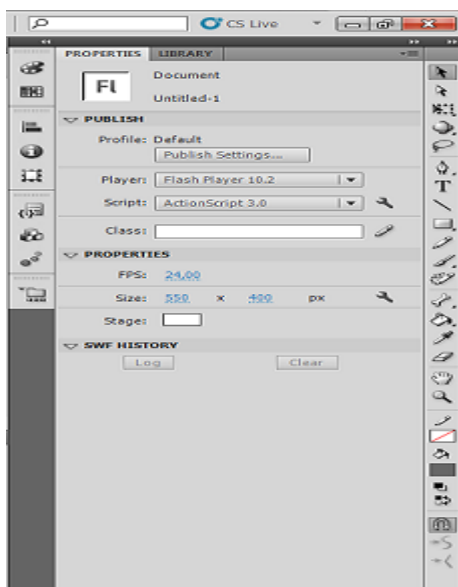 CS Live
PROPERTIES LIBRARY
Fl
Document
Untitled-1
PUBLISH
Profile: Default
Publish Settings...
Player: Flash Player 10.2
Script: ActionScript 3.0
Class:
PROPERTIES
FPS: 24,00
Size: 550 x 400 px
Stage:
SWF HISTORY
Log Clear
T